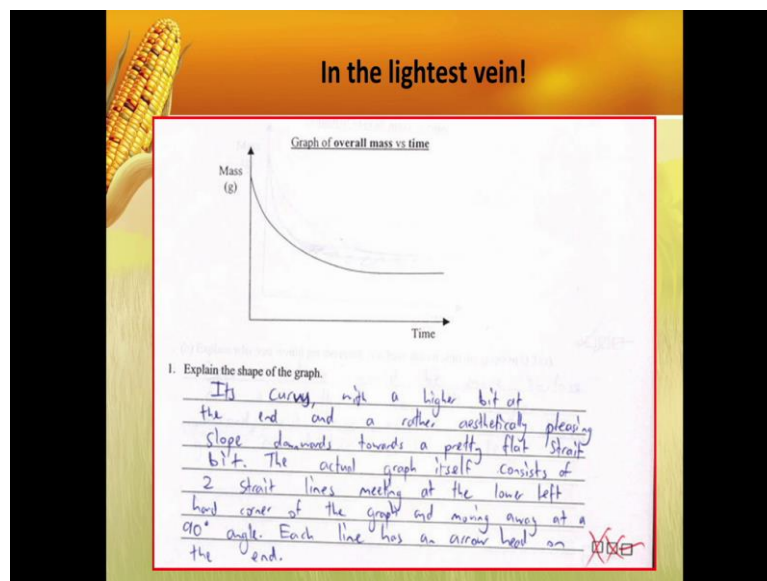 In the lightest vein!
Graph of overall mass vs time
Mass
(g)
Time
1. Explain the shape of the graph.
Its curvy, with a higher bit at
the end and a rather aesthetically pleasing
slope downwards towards a pretty flat strait
bit. The actual graph itself consists of
2 strait lines meeting at the lower left
hand corner of the graph and moving away at a
90° angle. Each line has an arrow head on
the end.